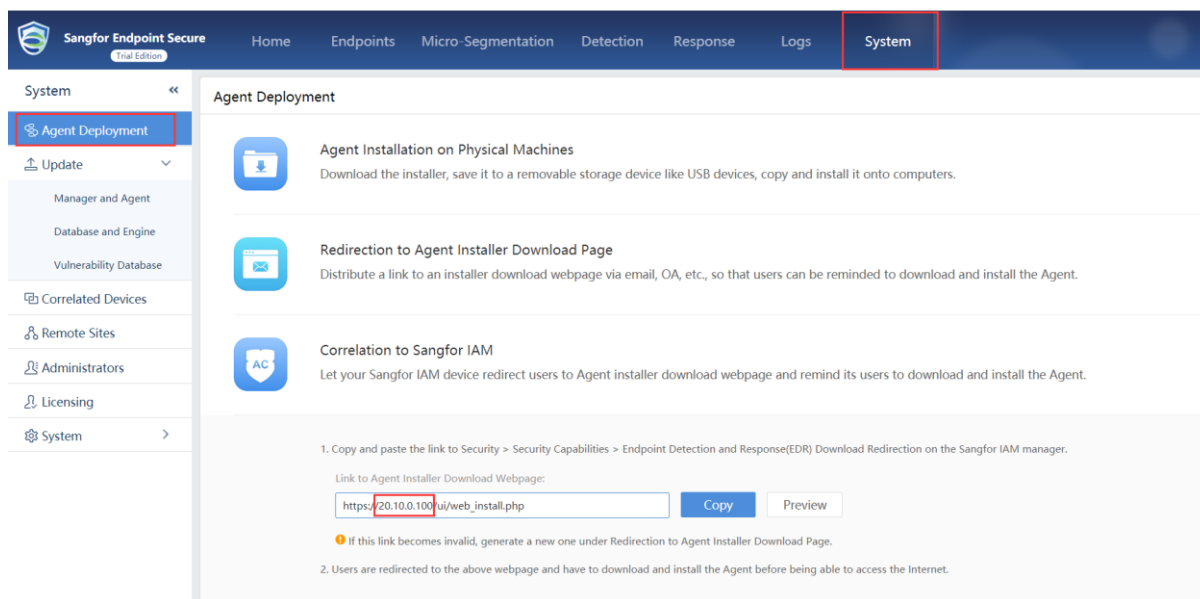 Sangfor Endpoint Secure
Trial Edition
Home Endpoints Micro-Segmentation Detection Response Logs System
System «
Agent Deployment
Update
Manager and Agent
Database and Engine
Vulnerability Database
Correlated Devices
Remote Sites
Administrators
Licensing
System
Agent Deployment
Agent Installation on Physical Machines
Download the installer, save it to a removable storage device like USB devices, copy and install it onto computers.
Redirection to Agent Installer Download Page
Distribute a link to an installer download webpage via email, OA, etc., so that users can be reminded to download and install the Agent.
AC
Correlation to Sangfor IAM
Let your Sangfor IAM device redirect users to Agent installer download webpage and remind its users to download and install the Agent.
1. Copy and paste the link to Security > Security Capabilities > Endpoint Detection and Response(EDR) Download Redirection on the Sangfor IAM manager.
Link to Agent Installer Download Webpage:
https://20.10.0.100/ui/web_install.php Copy Preview
If this link becomes invalid, generate a new one under Redirection to Agent Installer Download Page.
2. Users are redirected to the above webpage and have to download and install the Agent before being able to access the Internet.